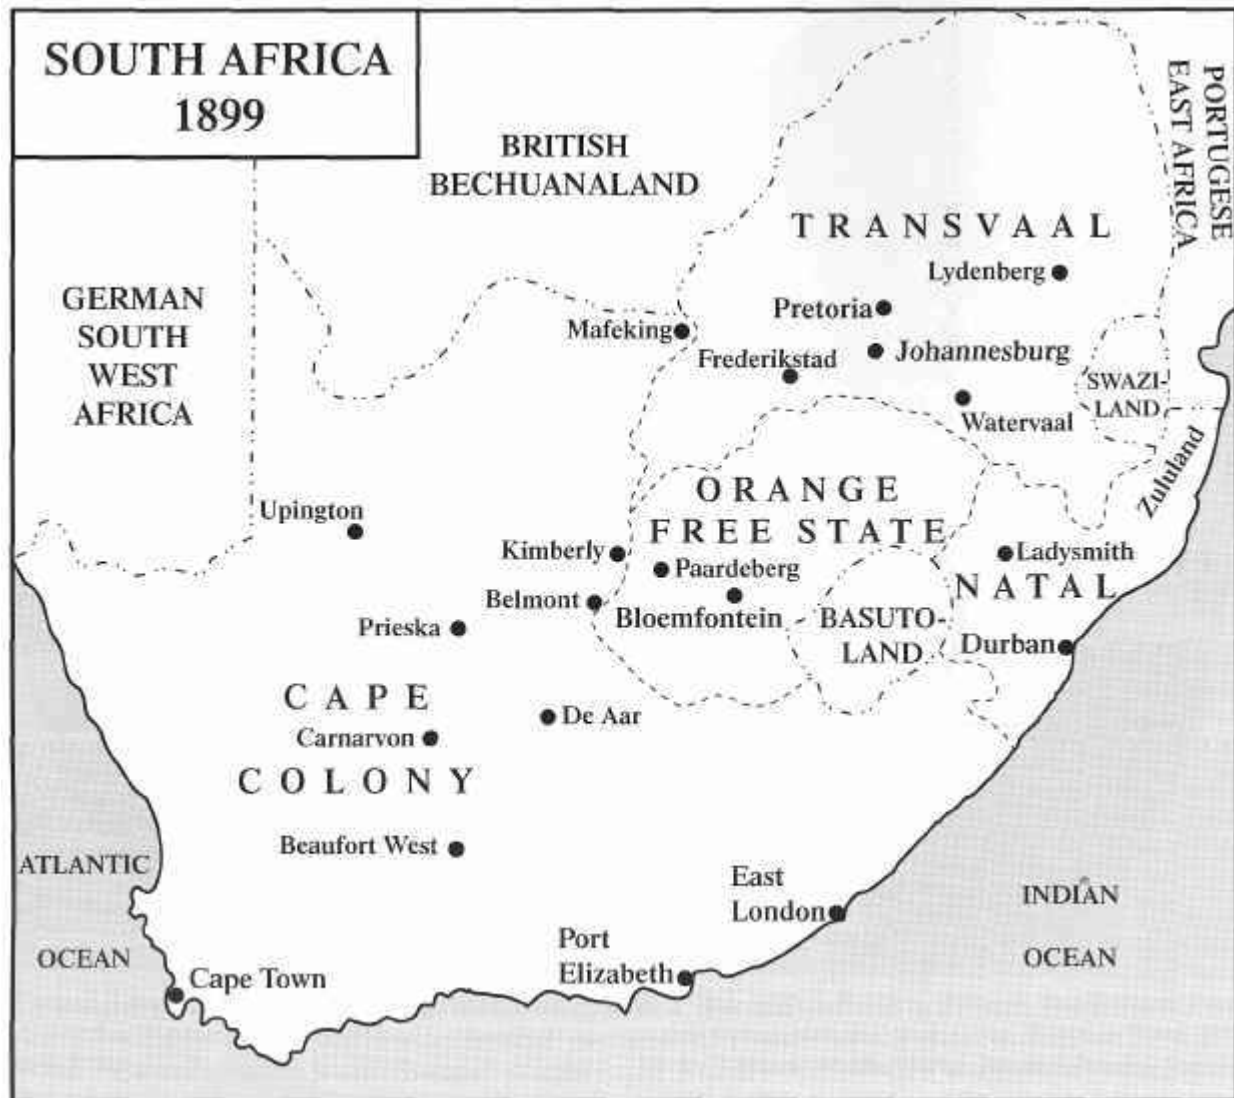 SOUTH AFRICA
1899
BRITISH
BECHUANALAND
PORTUGESE
EAST AFRICA
TRANSVAAL
Lydenberg
GERMAN
SOUTH
WEST
AFRICA
Pretoria
Mafeking
Johannesburg
Frederikstad
SWAZI-
LAND
Watervaal
Zululand
ORANGE
FREE STATE
Upington
Kimberly
Ladysmith
Paardeberg
NATAL
Belmont
Bloemfontein
BASUTO-
LAND
Prieska
Durban
CAPE
De Aar
Carnarvon
COLONY
Beaufort West
ATLANTIC
OCEAN
East
London
INDIAN
OCEAN
Port
Elizabeth
Cape Town